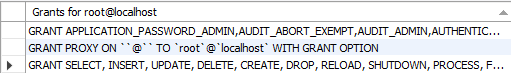 Grants for root@localhost
GRANT APPLICATION_PASSWORD_ADMIN,AUDIT_ABORT_EXEMPT,AUDIT_ADMIN,AUTHENTIC...
GRANT PROXY ON ``@`` TO `root`@`localhost` WITH GRANT OPTION
GRANT SELECT, INSERT, UPDATE, DELETE, CREATE, DROP, RELOAD, SHUTDOWN, PROCESS, F...